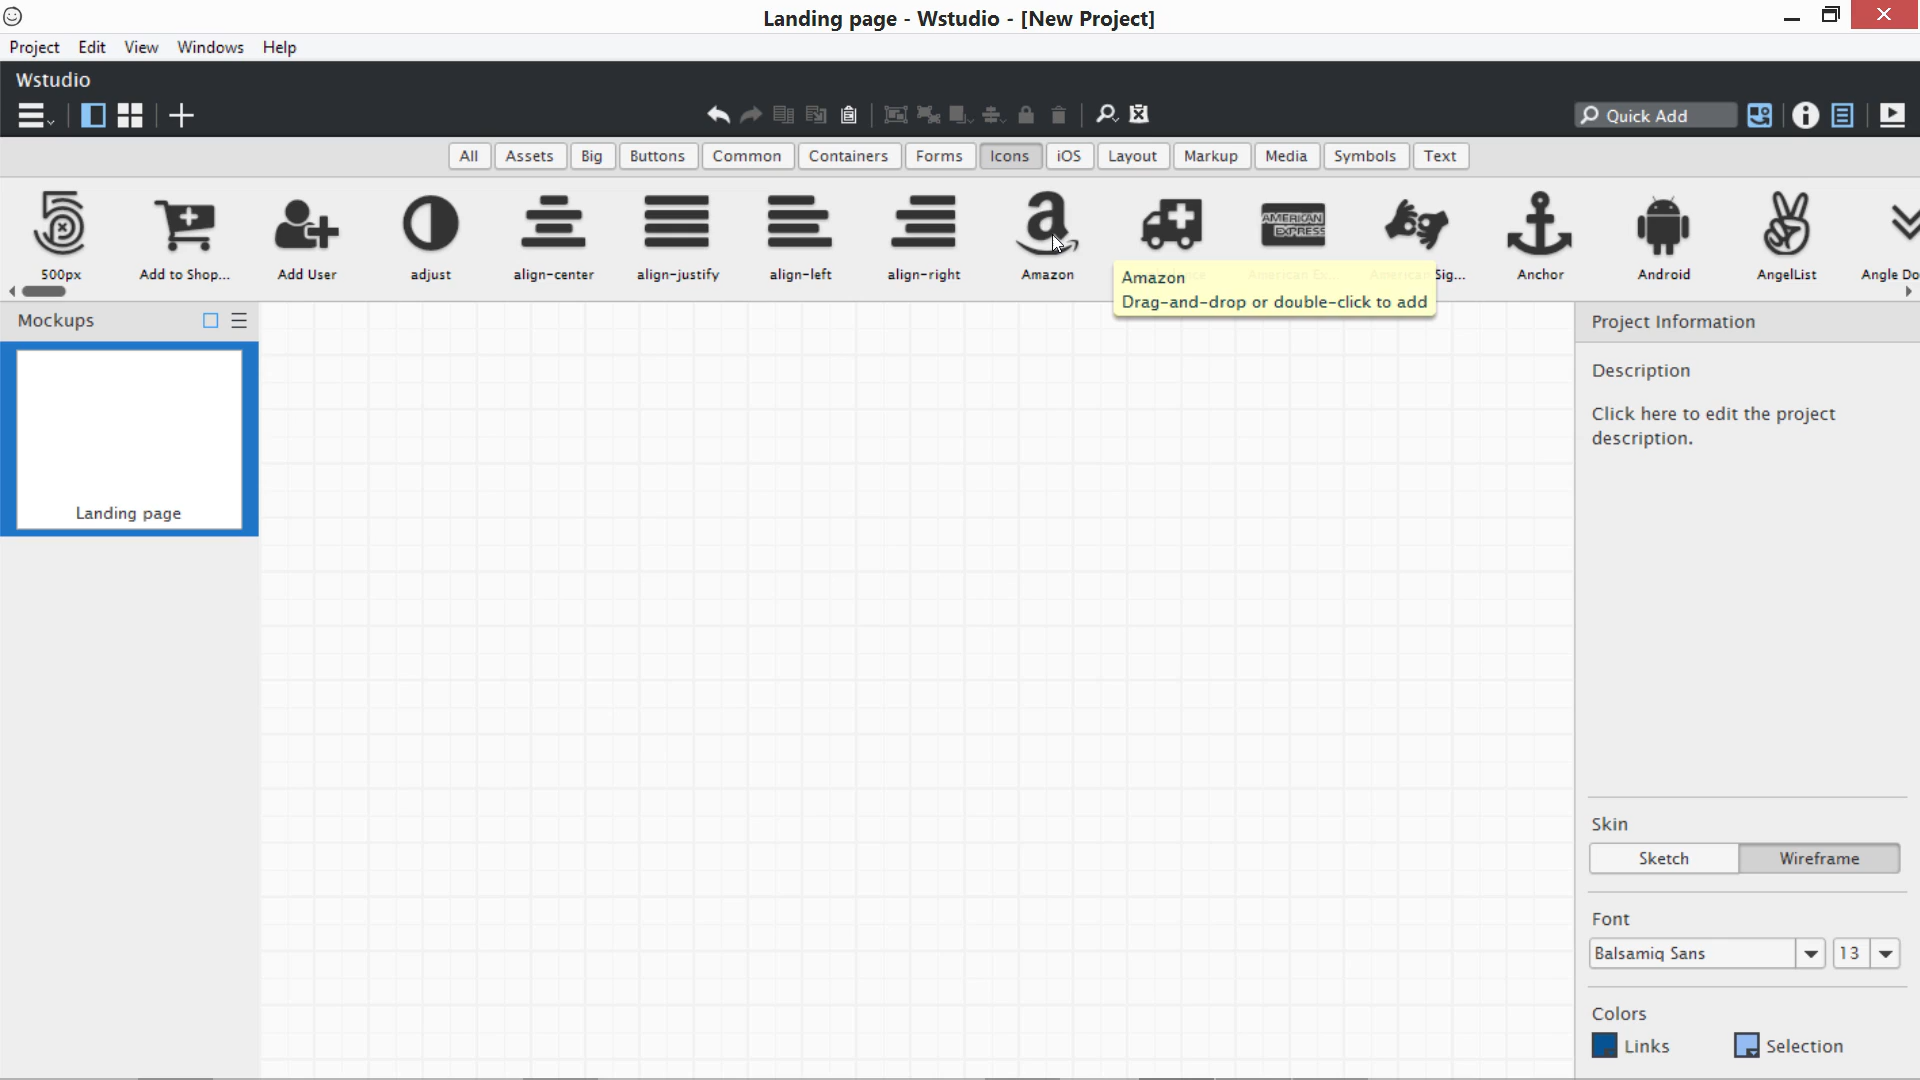 Landing page - Wstudio - [New Project]
Project Edit View Windows Help
Wstudio
Quick Add
All Assets Big Buttons Common Containers Forms Icons iOS Layout Markup Media Symbols Text
AMERICAN
EXPRESS
500px Add to Shop... Add User adjust align-center align-justify align-left align-right Amazon Sig... Anchor Android AngelList Angle Do
Amazon
Drag-and-drop or double-click to add
Mockups
Landing page
Project Information
Description
Click here to edit the project
description.
Skin
Sketch Wireframe
Font
Balsamiq Sans 13
Colors
Links Selection